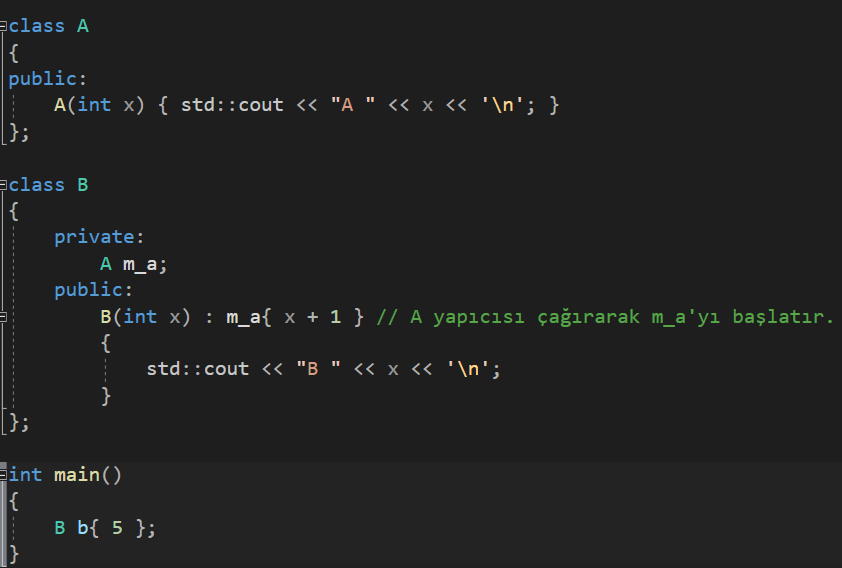 class A
{
public:
    A(int x) { std::cout << "A " << x << '\n'; }
};
class B
{
    private:
        A m_a;
    public:
        B(int x) : m_a{ x + 1 } // A yapıcısı çağırarak m_a'yı başlatır.
        {
            std::cout << "B " << x << '\n';
        }
};
int main()
{
    B b{ 5 };
}